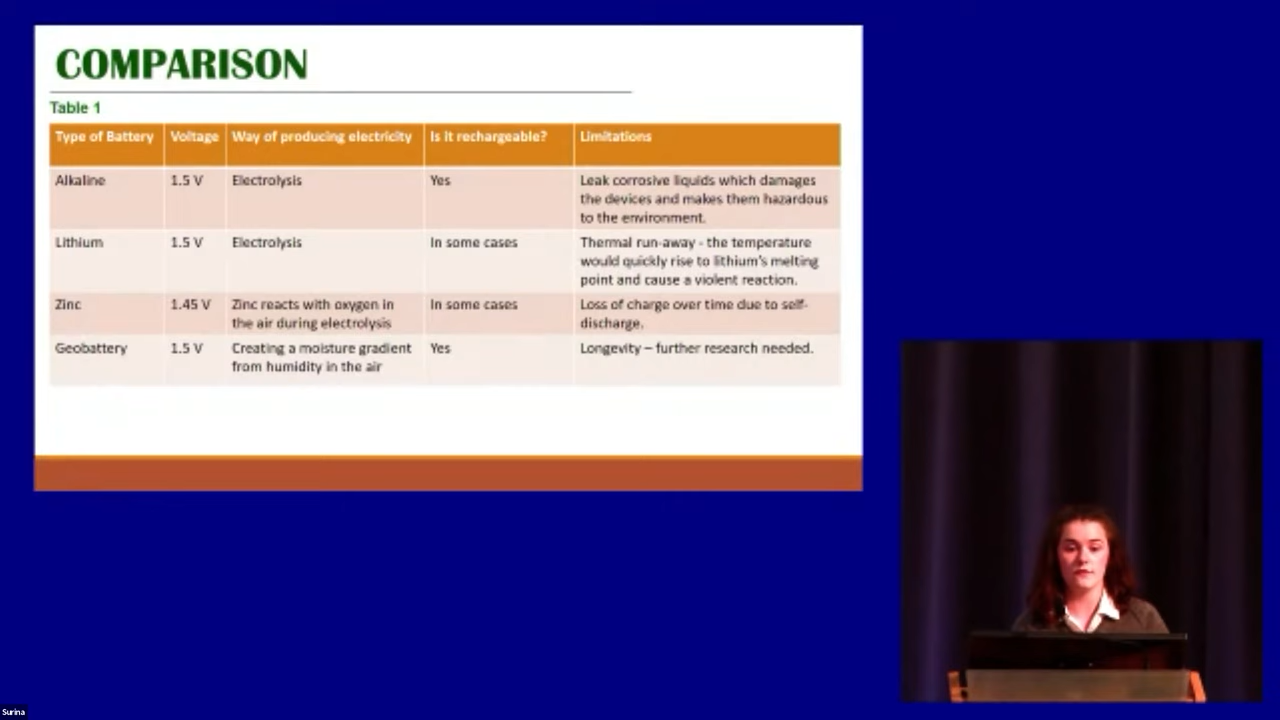 COMPARISON
Table 1
Type of Battery Voltage Way of producing electricity Is it rechargeable? Limitations
Alkaline 1.5 V Electrolysis Yes Leak corrosive liquids which damages
the devices and makes them hazardous
to the environment.
Lithium 1.5 V Electrolysis In some cases Thermal run-away - the temperature
would quickly rise to lithium's melting
point and cause a violent reaction.
Zinc 1.45 V Zinc reacts with oxygen in In some cases Loss of charge over time due to self-
the air during electrolysis discharge.
Geobattery 1.5 V Creating a moisture gradient Yes Longevity – further research needed.
from humidity in the air
Surina